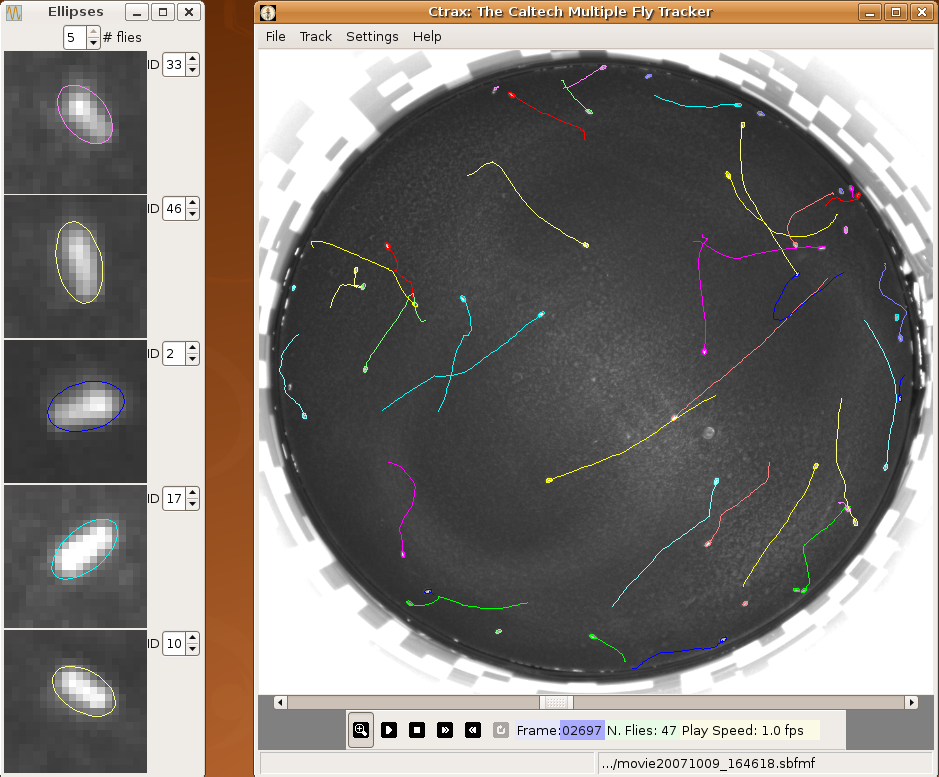 Ellipses
5 # flies
ID 33
ID 46
ID 2
ID 17
ID 10
Ctrax: The Caltech Multiple Fly Tracker
File Track Settings Help
Frame: 02697 N. Flies: 47 Play Speed: 1.0 fps
.../movie20071009_164618.sbfmf